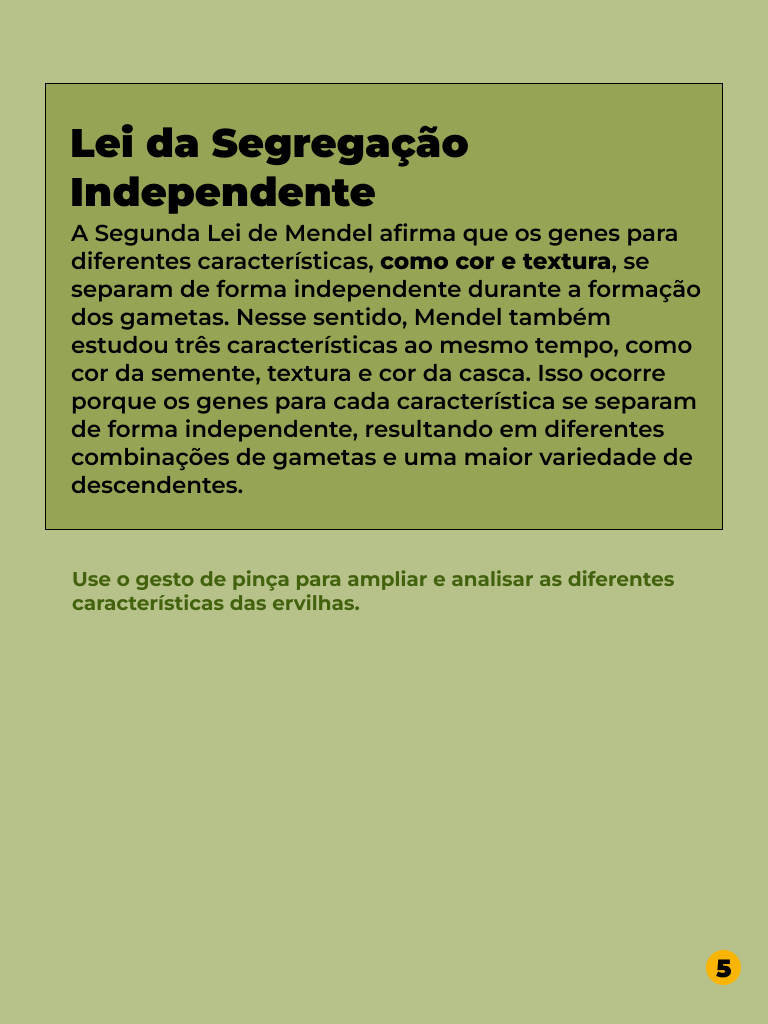 Lei da Segregação
Independente
A Segunda Lei de Mendel afirma que os genes para
diferentes características, como cor e textura, se
separam de forma independente durante a formação
dos gametas. Nesse sentido, Mendel também
estudou três características ao mesmo tempo, como
cor da semente, textura e cor da casca. Isso ocorre
porque os genes para cada característica se separam
de forma independente, resultando em diferentes
combinações de gametas e uma maior variedade de
descendentes.
Use o gesto de pinça para ampliar e analisar as diferentes
características das ervilhas.
5